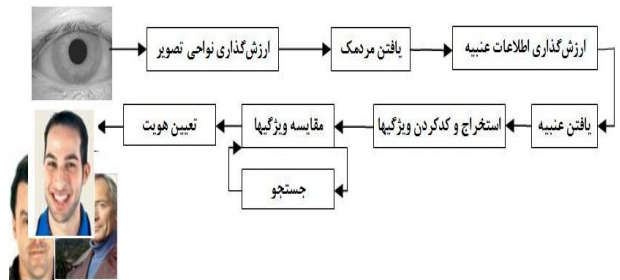 ارزش‌گذاری نواحی تصویر
یافتن مردمک
ارزش‌گذاری اطلاعات عنبیه
یافتن عنبیه
استخراج و کدکردن ویژگیها
مقایسه ویژگیها
جستجو
تعیین هویت